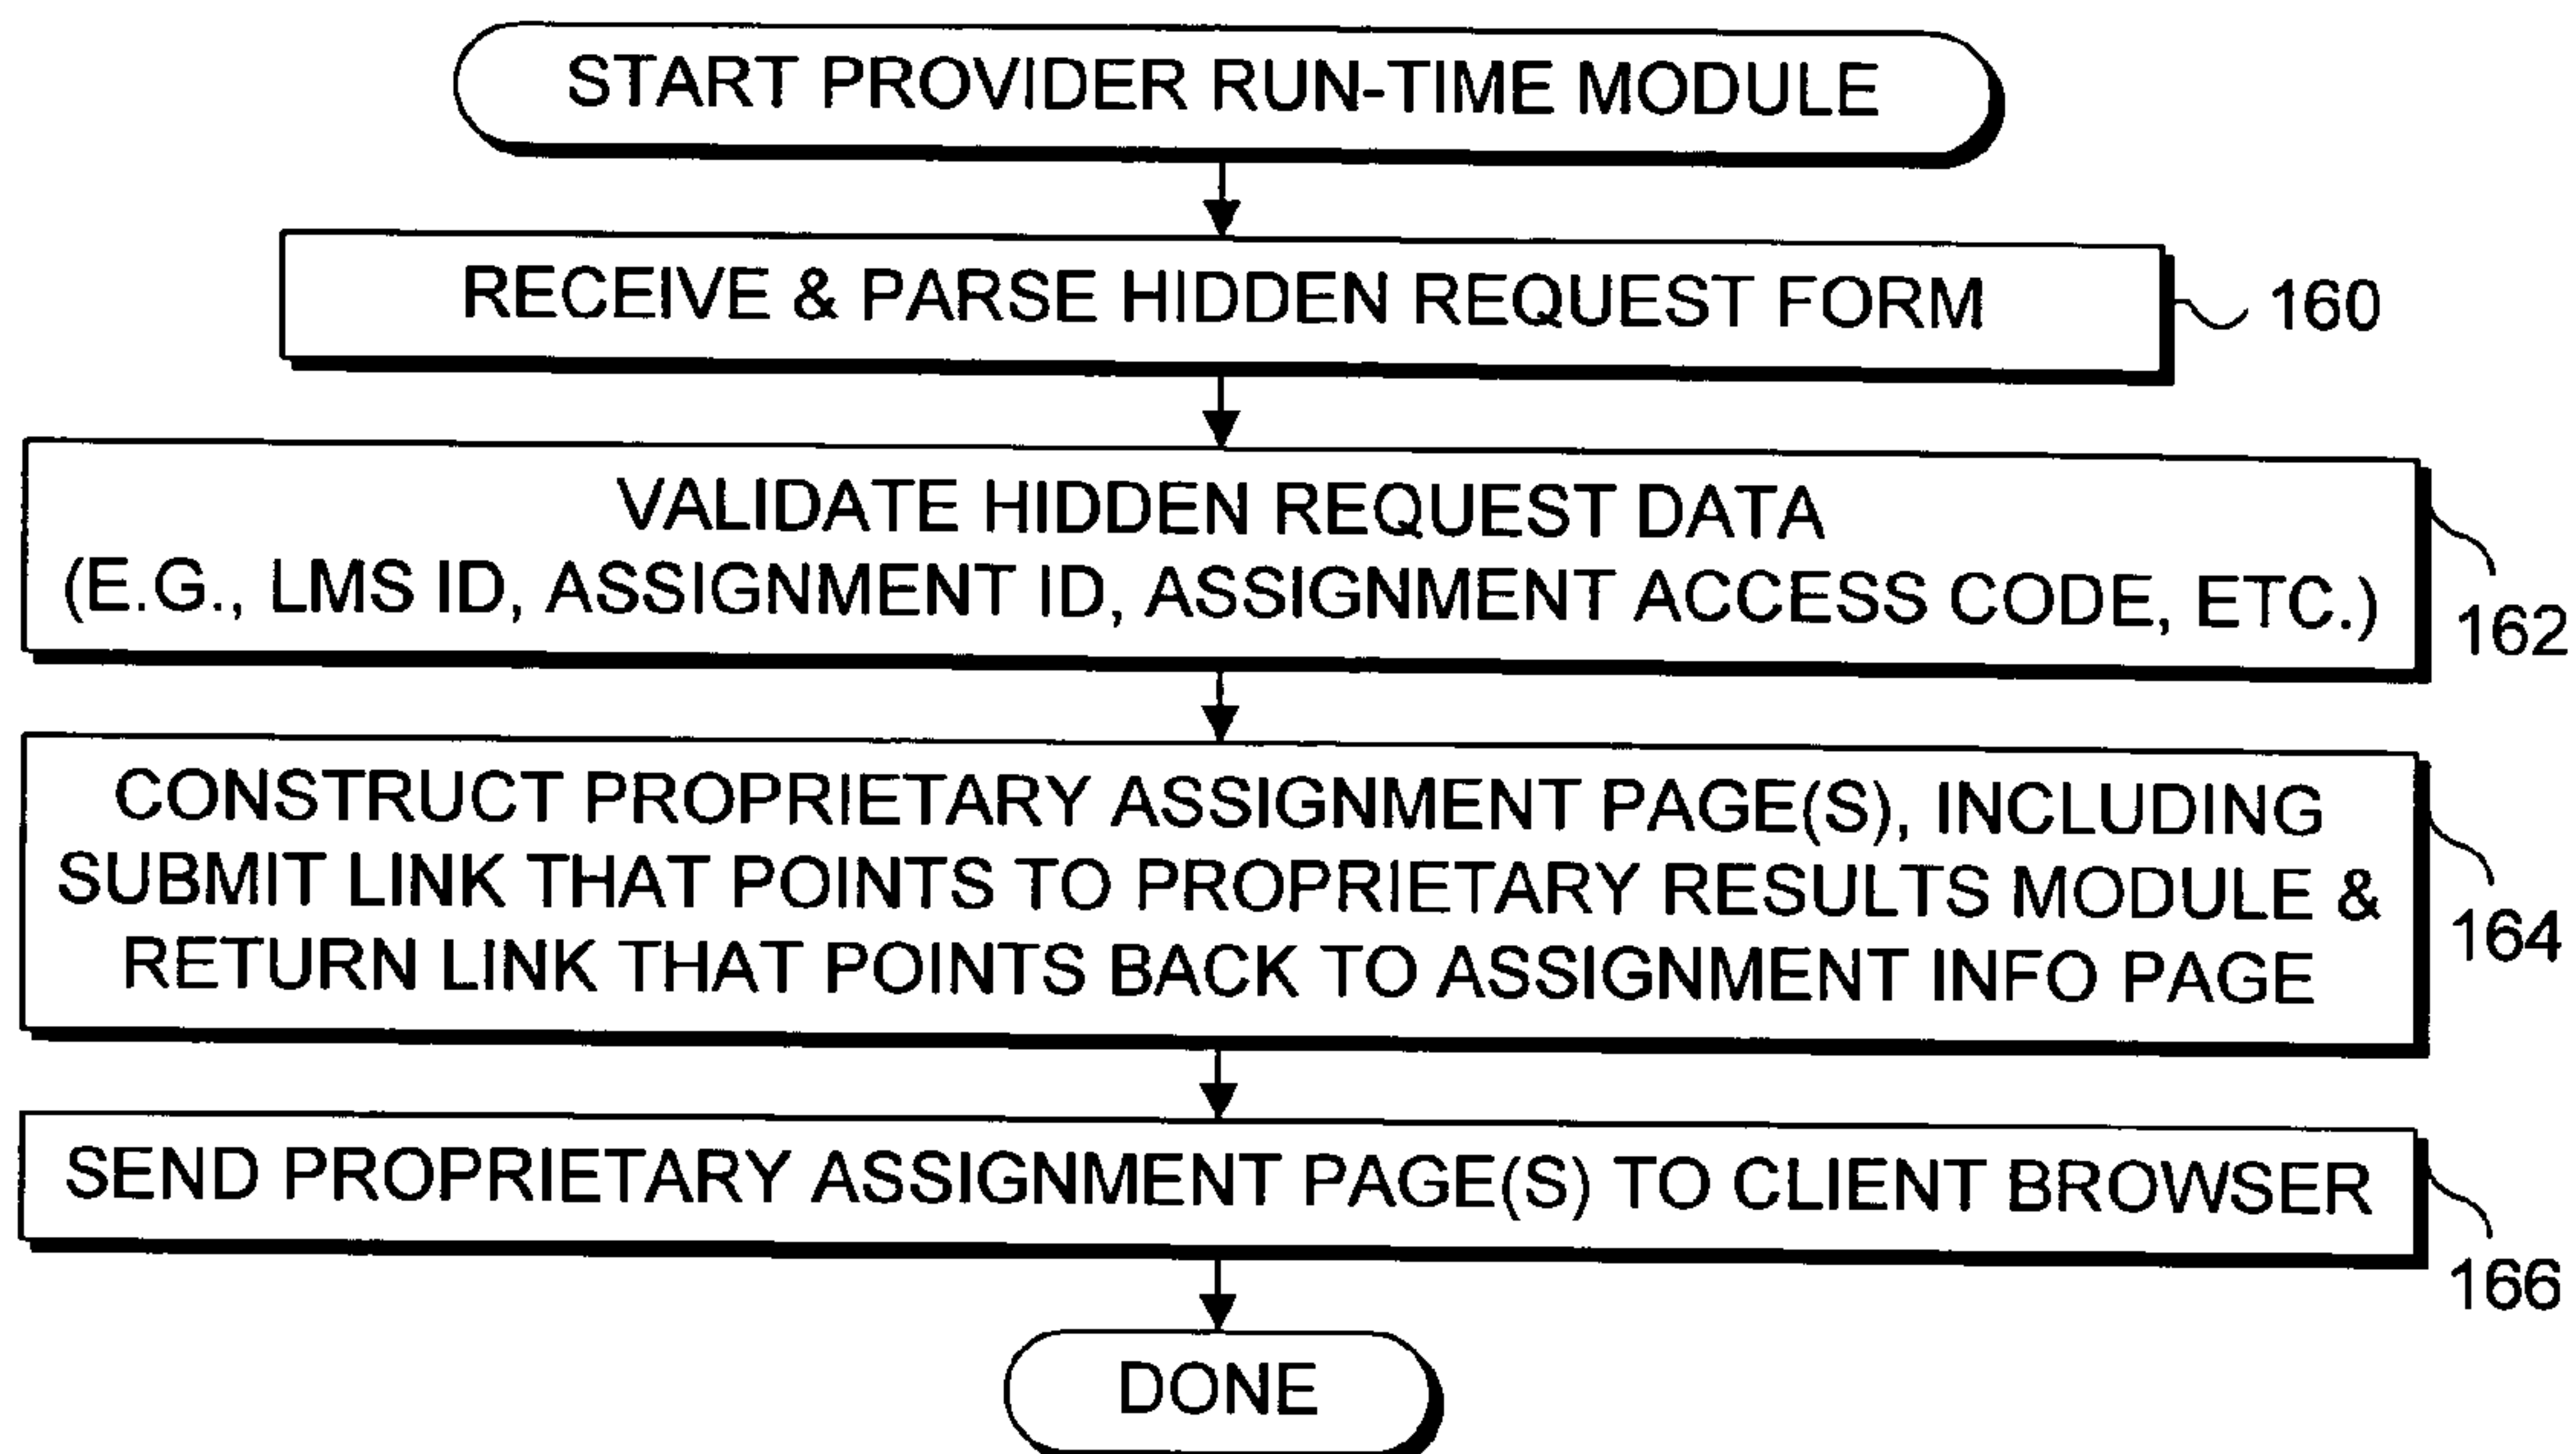 START PROVIDER RUN-TIME MODULE
RECEIVE & PARSE HIDDEN REQUEST FORM
160
VALIDATE HIDDEN REQUEST DATA
(E.G., LMS ID, ASSIGNMENT ID, ASSIGNMENT ACCESS CODE, ETC.)
162
CONSTRUCT PROPRIETARY ASSIGNMENT PAGE(S), INCLUDING
SUBMIT LINK THAT POINTS TO PROPRIETARY RESULTS MODULE &
RETURN LINK THAT POINTS BACK TO ASSIGNMENT INFO PAGE
164
SEND PROPRIETARY ASSIGNMENT PAGE(S) TO CLIENT BROWSER
166
DONE